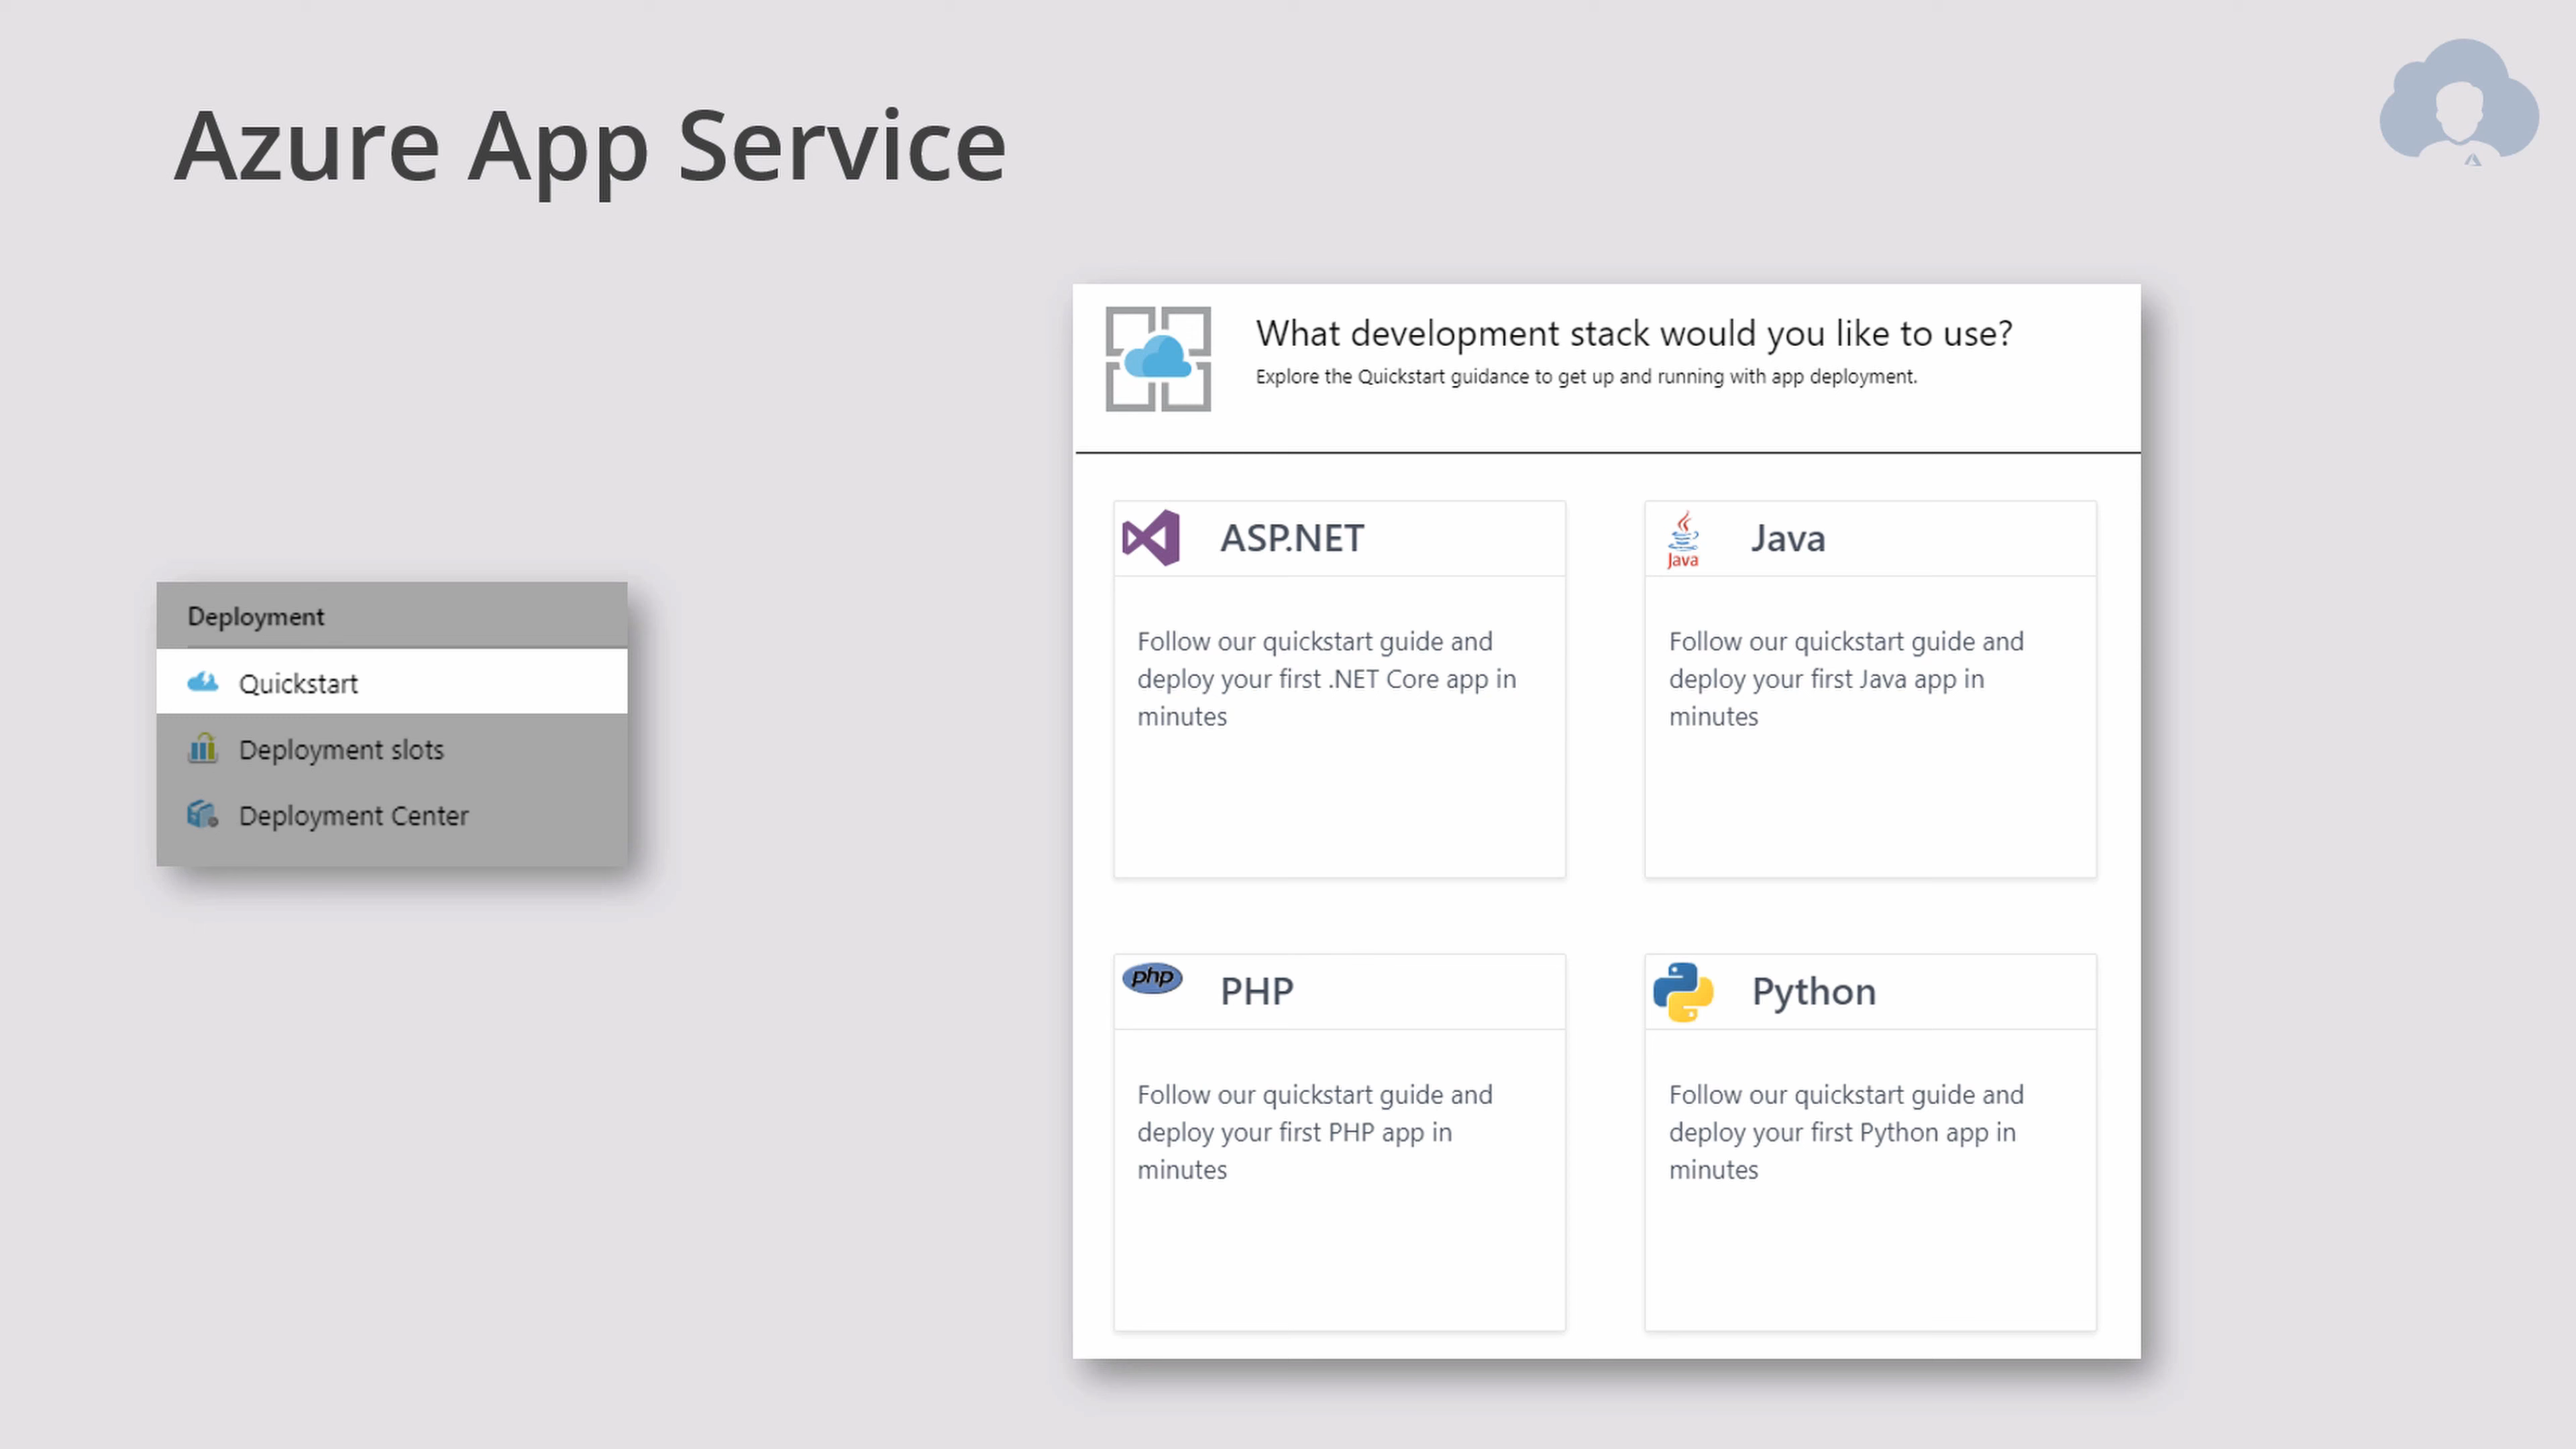 Azure App Service
Deployment
Quickstart
Deployment slots
Deployment Center
What development stack would you like to use?
Explore the Quickstart guidance to get up and running with app deployment.
ASP.NET
Follow our quickstart guide and
deploy your first .NET Core app in
minutes
Java
Java
Follow our quickstart guide and
deploy your first Java app in
minutes
php
PHP
Follow our quickstart guide and
deploy your first PHP app in
minutes
Python
Follow our quickstart guide and
deploy your first Python app in
minutes